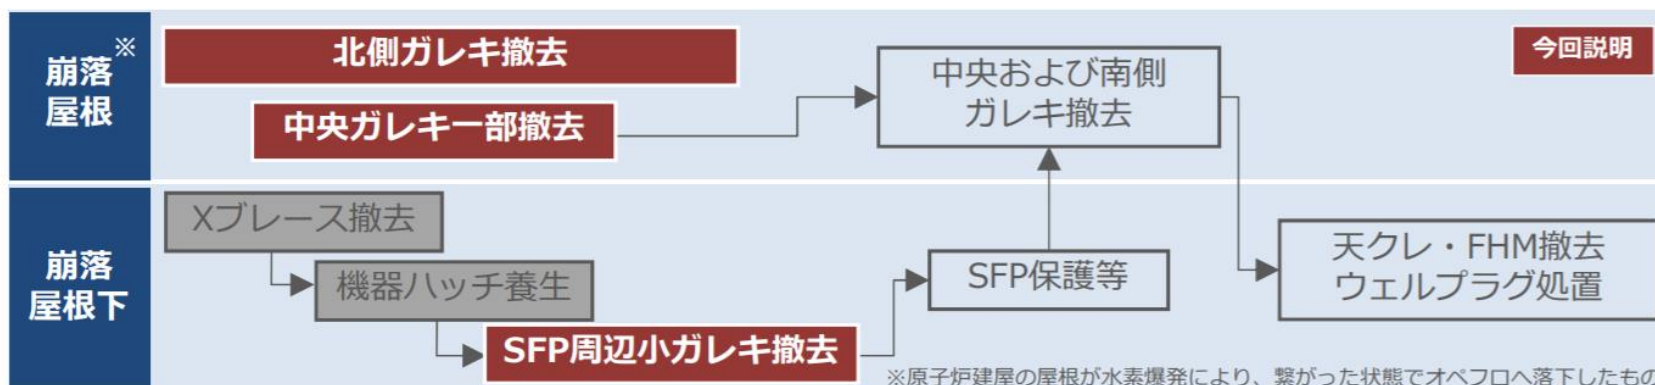 崩落※
屋根
北側ガレキ撤去
中央ガレキ一部撤去
中央および南側
ガレキ撤去
今回説明
崩落
屋根下
Xブレース撤去
機器ハッチ養生
SFP周辺小ガレキ撤去
SFP保護等
天クレ・FHM撤去
ウェルプラグ処置
※原子炉建屋の屋根が水素爆発により、繋がった状態でオペフロへ落下したもの